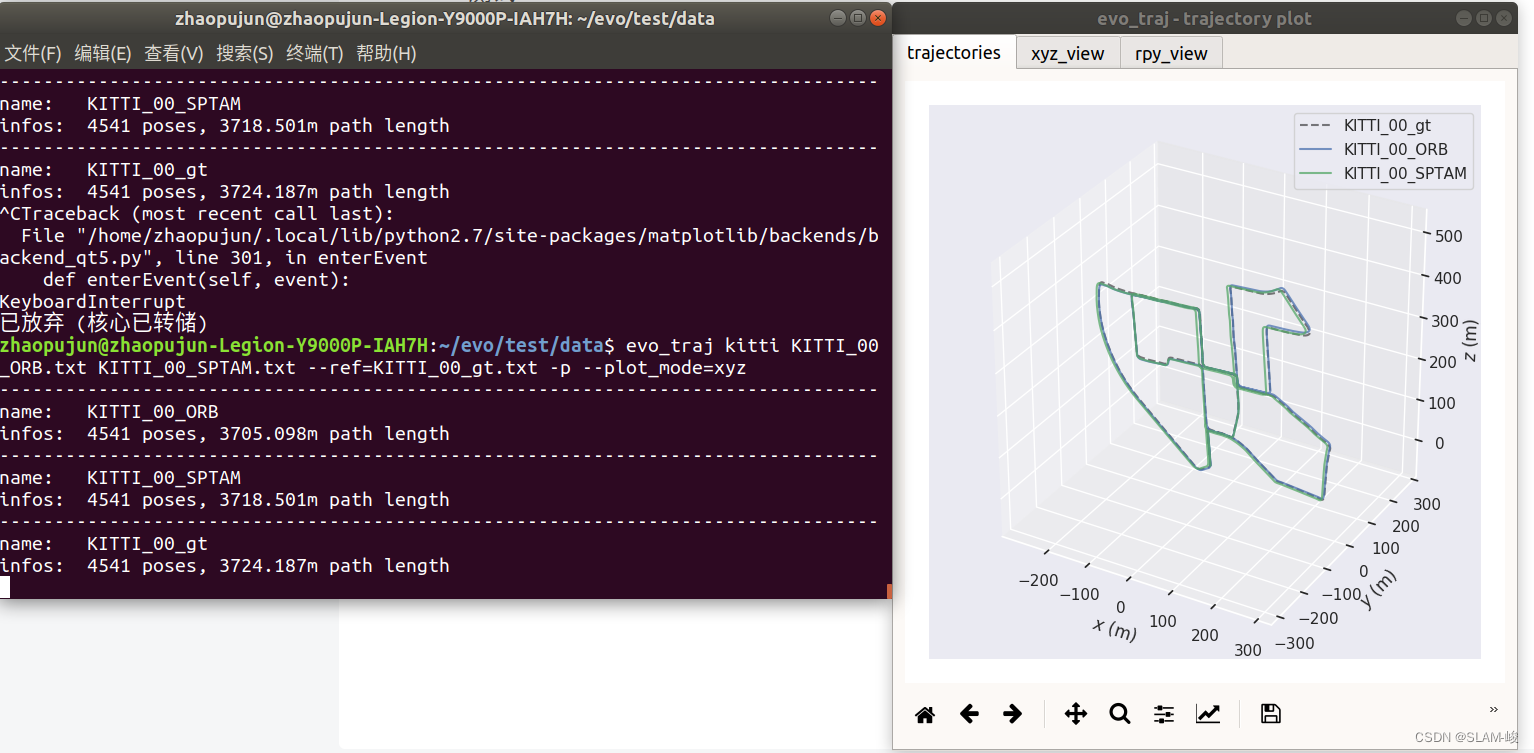 zhaopujun@zhaopujun-Legion-Y9000P-IAH7H: ~/evo/test/data
文件(F) 编辑(E) 查看(V) 搜索(S) 终端(T) 帮助(H)
--------------------------------------------------------------------------------
name: KITTI_00_SPTAM
infos: 4541 poses, 3718.501m path length
--------------------------------------------------------------------------------
name: KITTI_00_gt
infos: 4541 poses, 3724.187m path length
^CTraceback (most recent call last):
File "/home/zhaopujun/.local/lib/python2.7/site-packages/matplotlib/backends/b
ackend_qt5.py", line 301, in enterEvent
def enterEvent(self, event):
KeyboardInterrupt
已放弃 (核心已转储)
zhaopujun@zhaopujun-Legion-Y9000P-IAH7H:~/evo/test/data$ evo_traj kitti KITTI_00
_ORB.txt KITTI_00_SPTAM.txt --ref=KITTI_00_gt.txt -p --plot_mode=xyz
--------------------------------------------------------------------------------
name: KITTI_00_ORB
infos: 4541 poses, 3705.098m path length
--------------------------------------------------------------------------------
name: KITTI_00_SPTAM
infos: 4541 poses, 3718.501m path length
--------------------------------------------------------------------------------
name: KITTI_00_gt
infos: 4541 poses, 3724.187m path length
evo_traj - trajectory plot
trajectories xyz_view rpy_view
KITTI_00_gt
KITTI_00_ORB
KITTI_00_SPTAM
500
400
300
200
100
0
z (m)
300
200
100
0
−100
−200
−300
y (m)
−200
−100
0
100
200
300
x (m)
»
CSDN @SLAM-峻